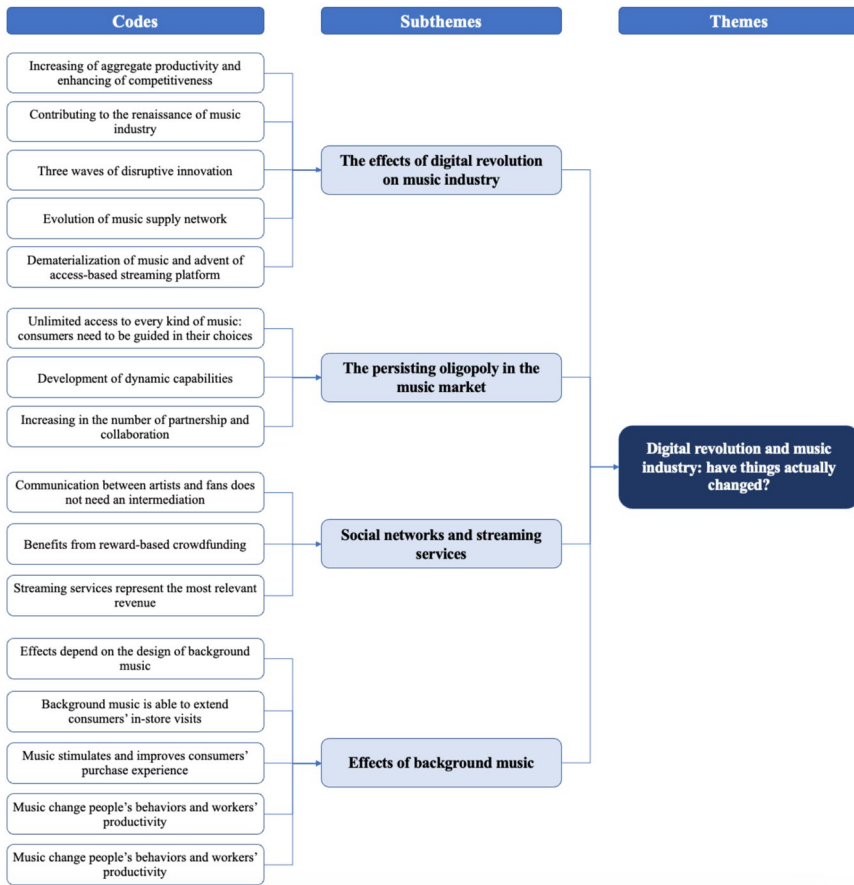 Codes
Subthemes
Themes
Increasing of aggregate productivity and
enhancing of competitiveness
Contributing to the renaissance of music
industry
Three waves of disruptive innovation
Evolution of music supply network
Dematerialization of music and advent of
access-based streaming platform
The effects of digital revolution
on music industry
Unlimited access to every kind of music:
consumers need to be guided in their choices
Development of dynamic capabilities
Increasing in the number of partnership and
collaboration
The persisting oligopoly in the
music market
Communication between artists and fans does
not need an intermediation
Benefits from reward-based crowdfunding
Streaming services represent the most relevant
revenue
Social networks and streaming
services
Effects depend on the design of background
music
Background music is able to extend
consumers’ in-store visits
Music stimulates and improves consumers’
purchase experience
Music change people’s behaviors and workers’
productivity
Music change people’s behaviors and workers’
productivity
Effects of background music
Digital revolution and music
industry: have things actually
changed?